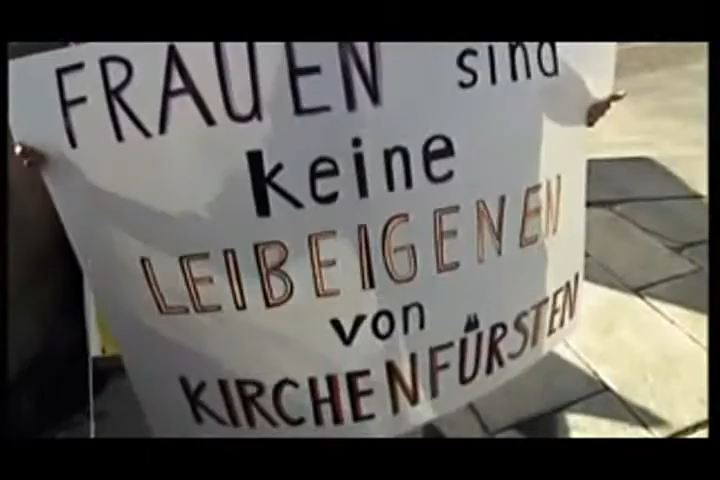 FRAUEN sind
keine
LEIBEIGENEN
von
KIRCHENFÜRSTEN